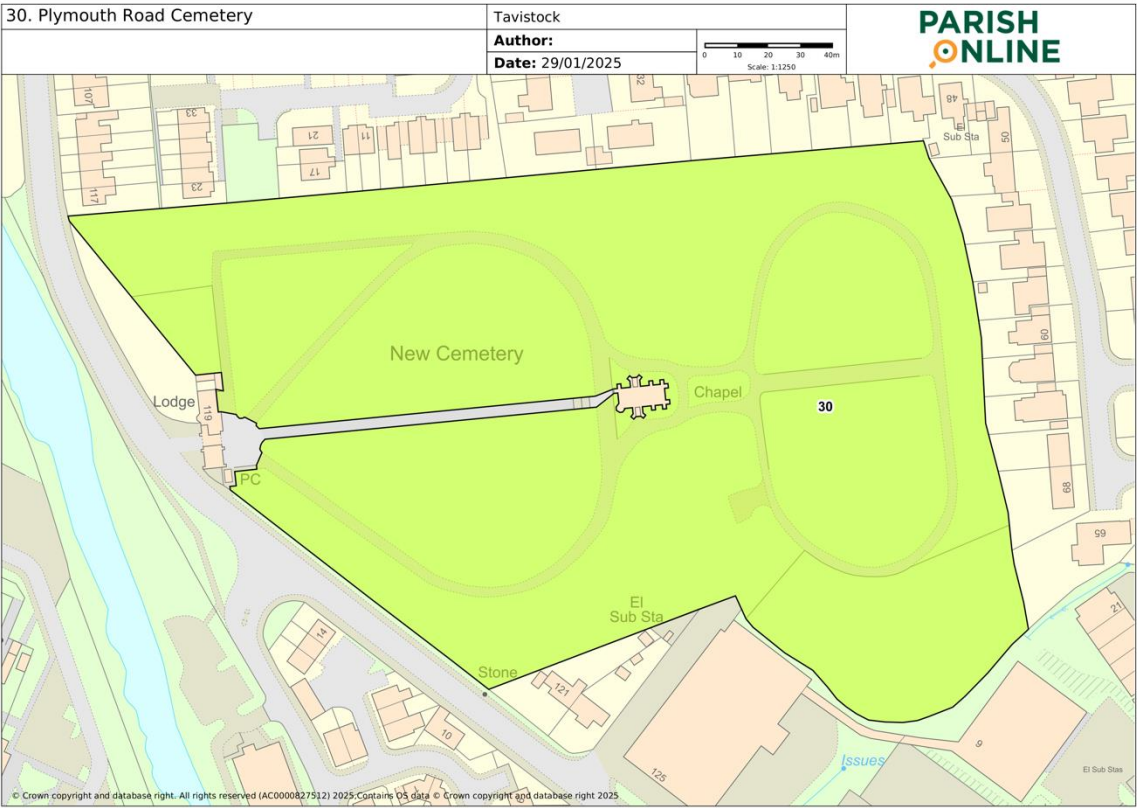 30. Plymouth Road Cemetery
Tavistock
Author:
Date: 29/01/2025
0 10 20 30 40m
Scale: 1:1250
PARISH
ONLINE
107
117
33
23
21
17
11
32
48
El
Sub Sta
50
60
68
65
21
New Cemetery
Chapel
30
Lodge
119
PC
El
Sub Sta
Stone
14
10
121
125
9
Issues
El Sub Stas
© Crown copyright and database right. All rights reserved (AC0000827512) 2025.Contains OS data © Crown copyright and database right 2025